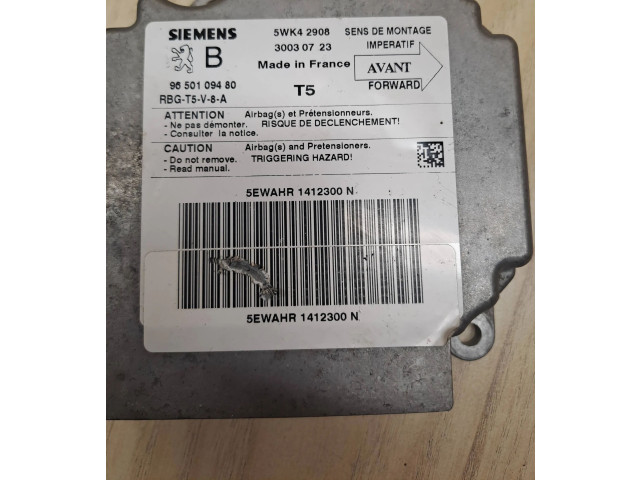 SIEMENS 5WK4 2908 SENS DE MONTAGE
B 3003 07 23 IMPERATIF
Made in France AVANT
96 501 094 80 T5 FORWARD
RBG-T5-V-8-A
ATTENTION Airbag(s) et Prétensionneurs.
- Ne pas démonter. RISQUE DE DECLENCHEMENT!
- Consulter la notice.
CAUTION Airbag(s) and Pretensioners.
- Do not remove. TRIGGERING HAZARD!
- Read manual.
5EWAHR 1412300 N
5EWAHR 1412300 N